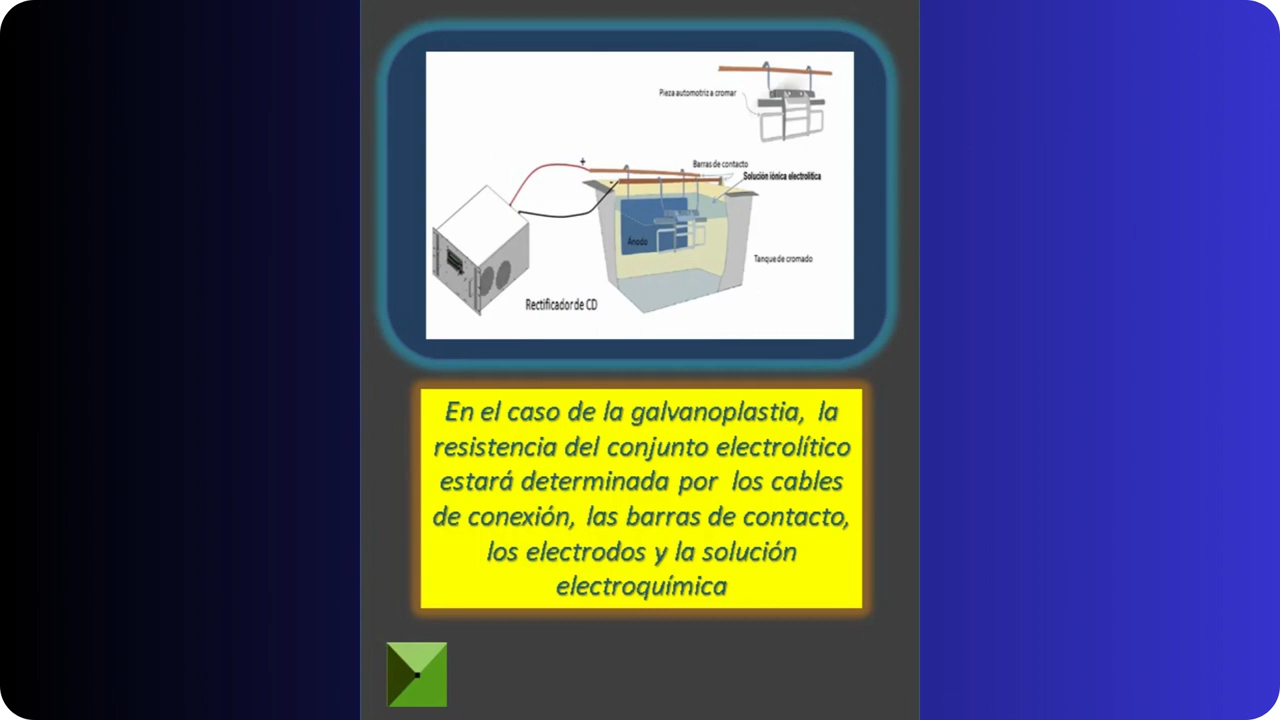 Pieza automotriz a cromar
+
Barras de contacto
Solución iónica electrolítica
-
Ánodo
Tanque de cromado
Rectificador de CD
En el caso de la galvanoplastia, la
resistencia del conjunto electrolítico
estará determinada por los cables
de conexión, las barras de contacto,
los electrodos y la solución
electroquímica